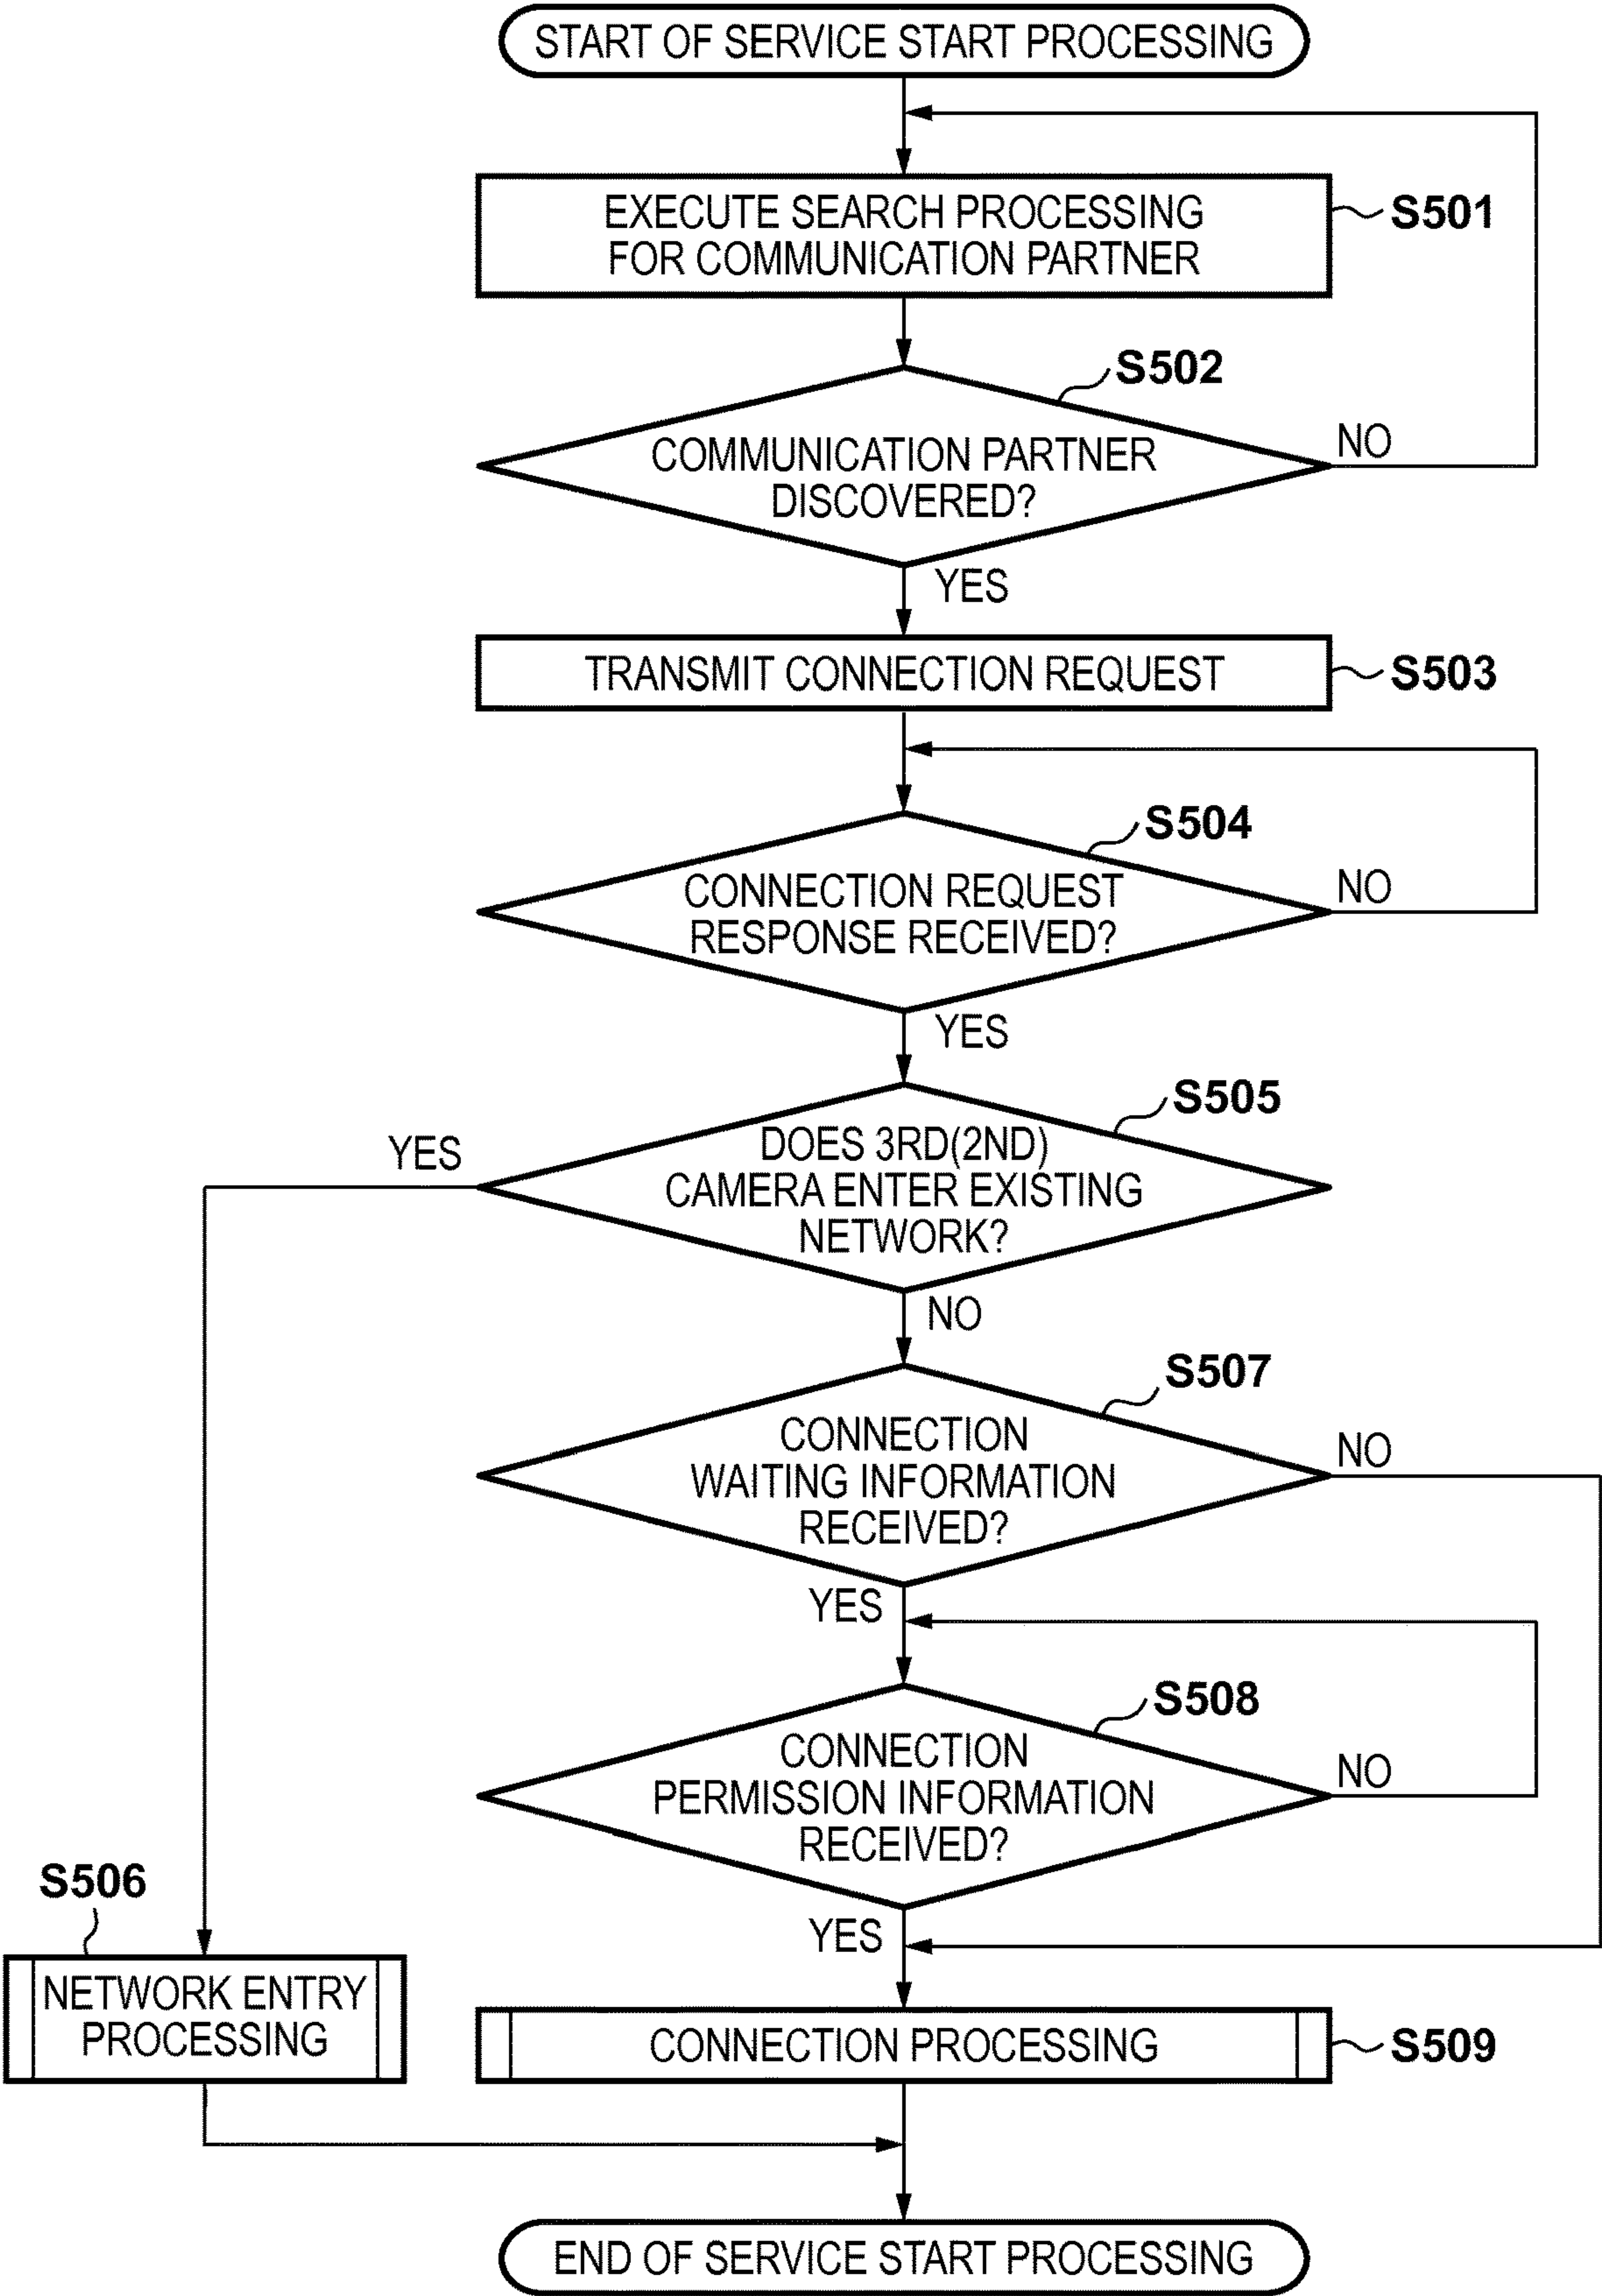 START OF SERVICE START PROCESSING
EXECUTE SEARCH PROCESSING
FOR COMMUNICATION PARTNER
S501
S502
COMMUNICATION PARTNER
DISCOVERED?
NO
YES
TRANSMIT CONNECTION REQUEST
S503
S504
CONNECTION REQUEST
RESPONSE RECEIVED?
NO
YES
S505
DOES 3RD(2ND)
CAMERA ENTER EXISTING
NETWORK?
YES
NO
S507
CONNECTION
WAITING INFORMATION
RECEIVED?
NO
YES
S508
CONNECTION
PERMISSION INFORMATION
RECEIVED?
NO
YES
S506
NETWORK ENTRY
PROCESSING
CONNECTION PROCESSING
S509
END OF SERVICE START PROCESSING